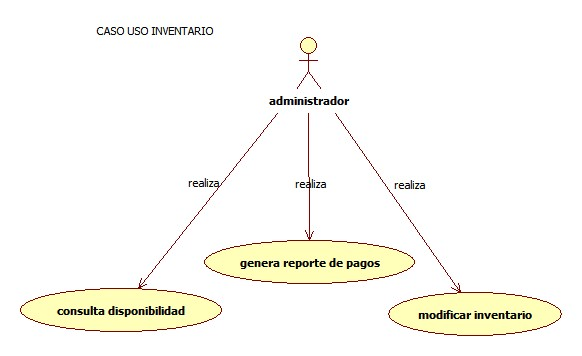 CASO USO INVENTARIO
administrador
realiza
realiza
realiza
genera reporte de pagos
consulta disponibilidad
modificar inventario